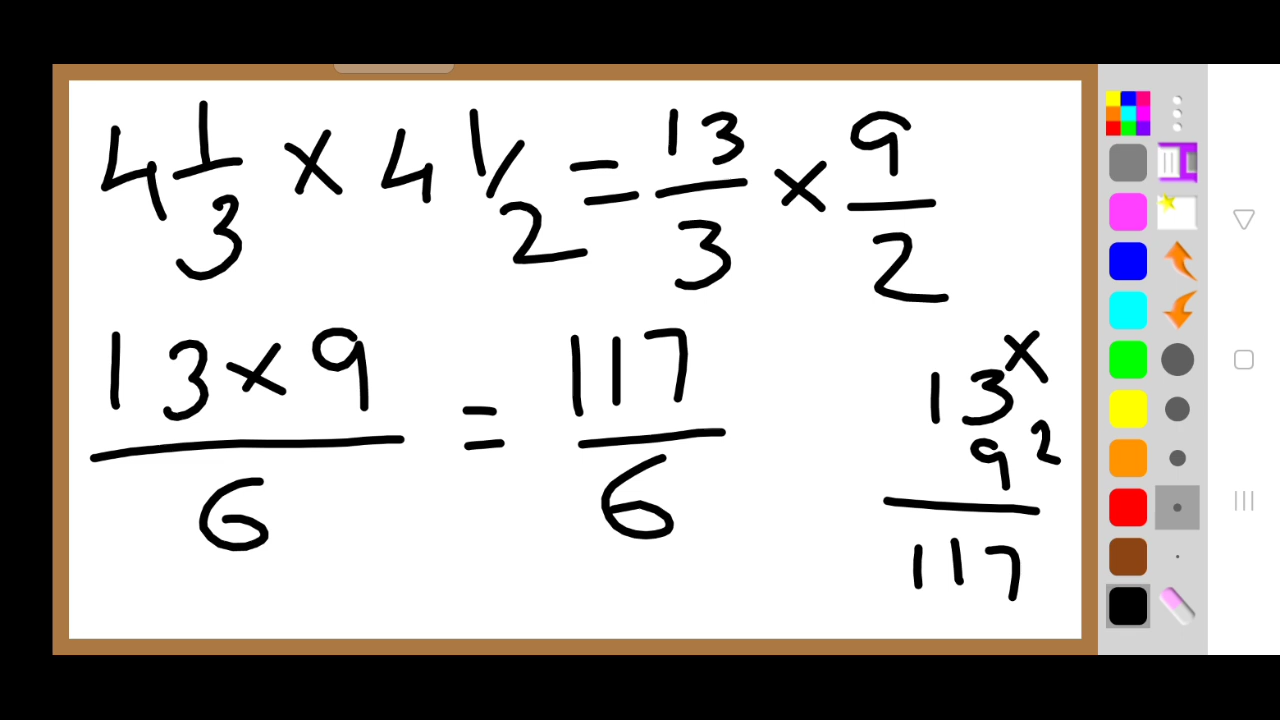 4 1/3 × 4 1/2 = 13/3 × 9/2
13 × 9 / 6 = 117/6
13 ×
9 2
117